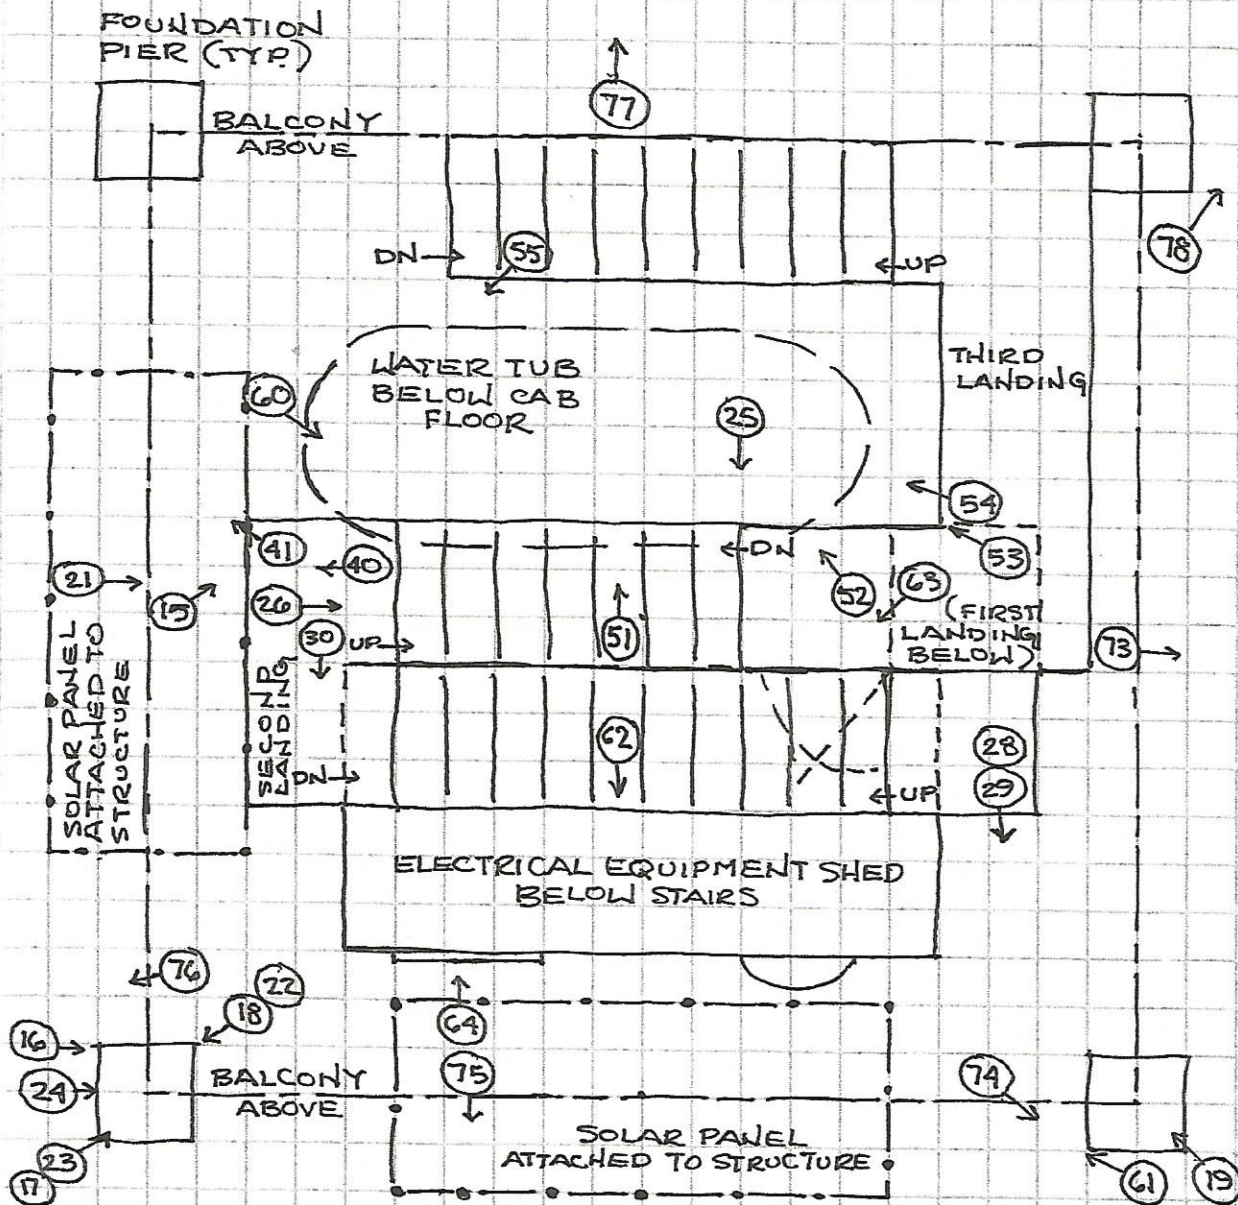 FOUNDATION
PIER (TYP.)
77
BALCONY
ABOVE
78
DN
55
UP
WATER TUB
BELOW CAB
FLOOR
THIRD
LANDING
60
25
54
41
40
DN
53
21
15
26
52
63
30
UP
51
(FIRST
LANDING
BELOW)
73
SOLAR PANEL
ATTACHED TO
STRUCTURE
SECOND
LANDING
62
28
DN
UP
29
ELECTRICAL EQUIPMENT SHED
BELOW STAIRS
76
22
18
16
64
24
BALCONY
ABOVE
75
74
23
17
SOLAR PANEL
ATTACHED TO STRUCTURE
61
19